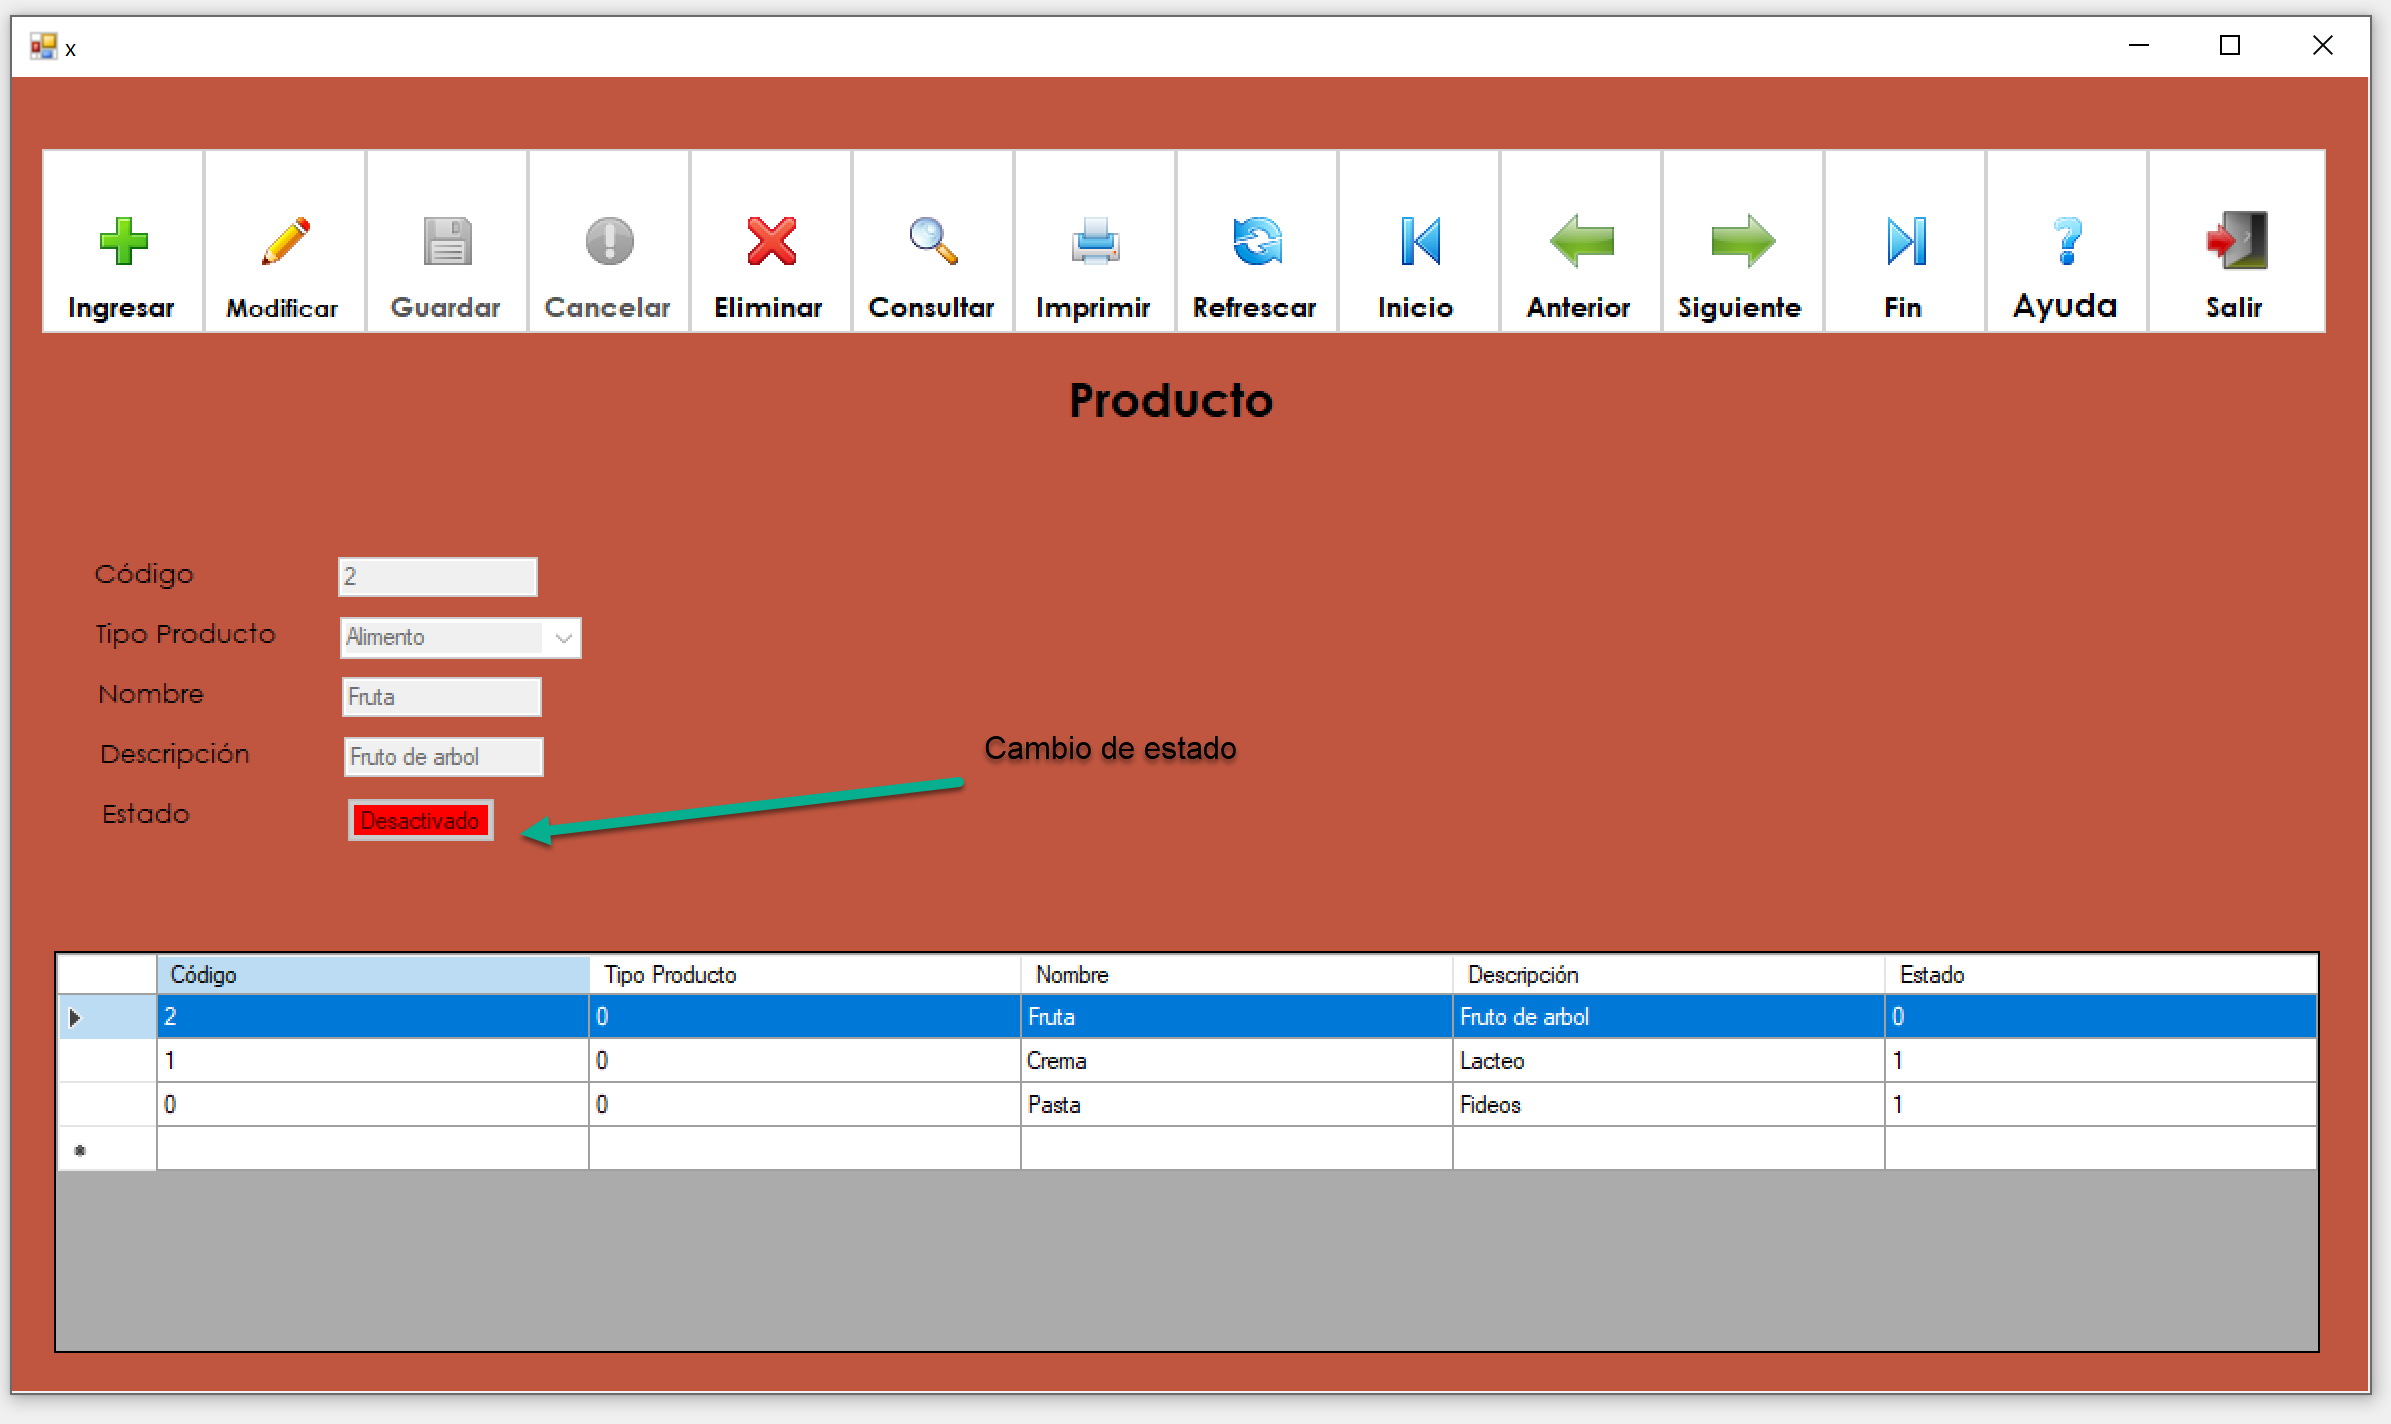 x
Ingresar Modificar Guardar Cancelar Eliminar Consultar Imprimir Refrescar Inicio Anterior Siguiente Fin Ayuda Salir
Producto
Código 2
Tipo Producto Alimento
Nombre Fruta
Descripción Fruto de arbol
Cambio de estado
Estado Desactivado
Código Tipo Producto Nombre Descripción Estado
2 0 Fruta Fruto de arbol 0
1 0 Crema Lacteo 1
0 0 Pasta Fideos 1